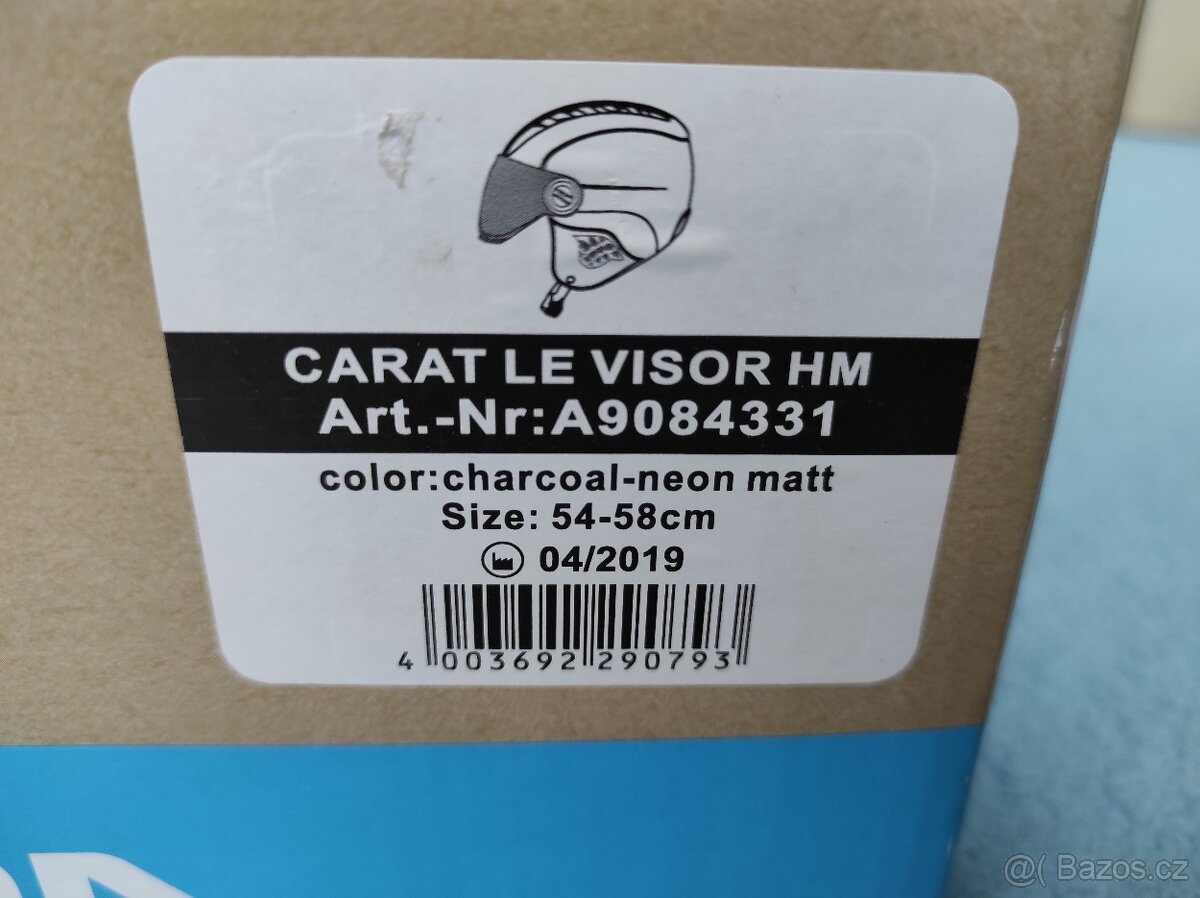 CARAT LE VISOR HM
Art.-Nr:A9084331
color:charcoal-neon matt
Size: 54-58cm
04/2019
4 003692 290793
@( Bazos.cz